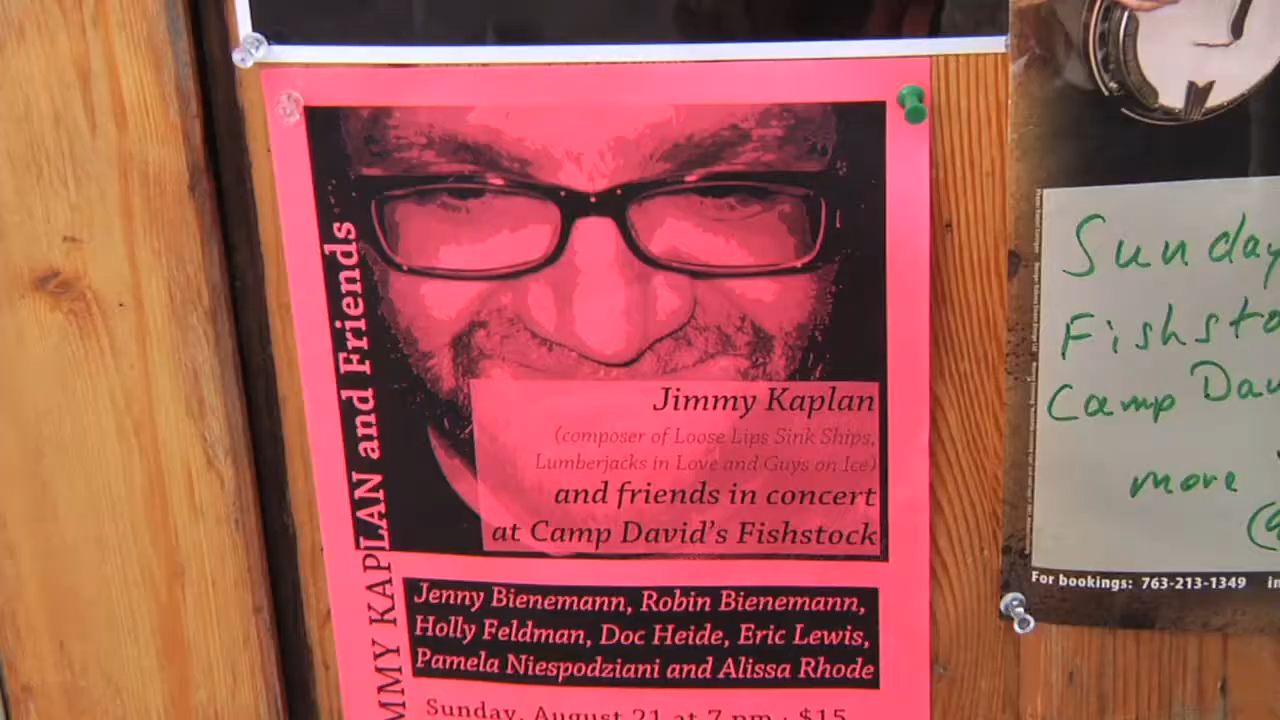 JIMMY KAPLAN and Friends
Jimmy Kaplan
(composer of Loose Lips Sink Ships,
Lumberjacks in Love and Guys on Ice)
and friends in concert
at Camp David's Fishstock
Jenny Bienemann, Robin Bienemann,
Holly Feldman, Doc Heide, Eric Lewis,
Pamela Niespodziani and Alissa Rhode
Sunday, August 21 at 7 pm · $15
Sunday
Camp
more
For bookings: 763-213-1349